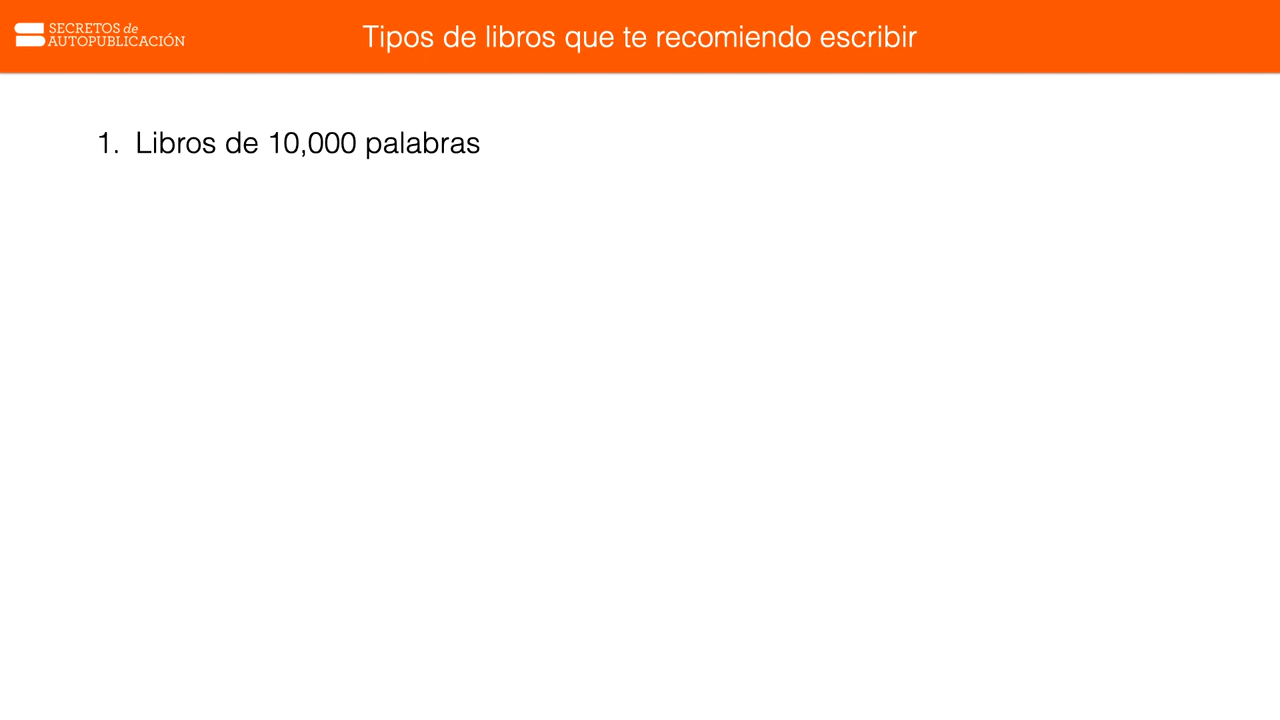 SECRETOS de
AUTOPUBLICACIÓN
Tipos de libros que te recomiendo escribir
1. Libros de 10,000 palabras